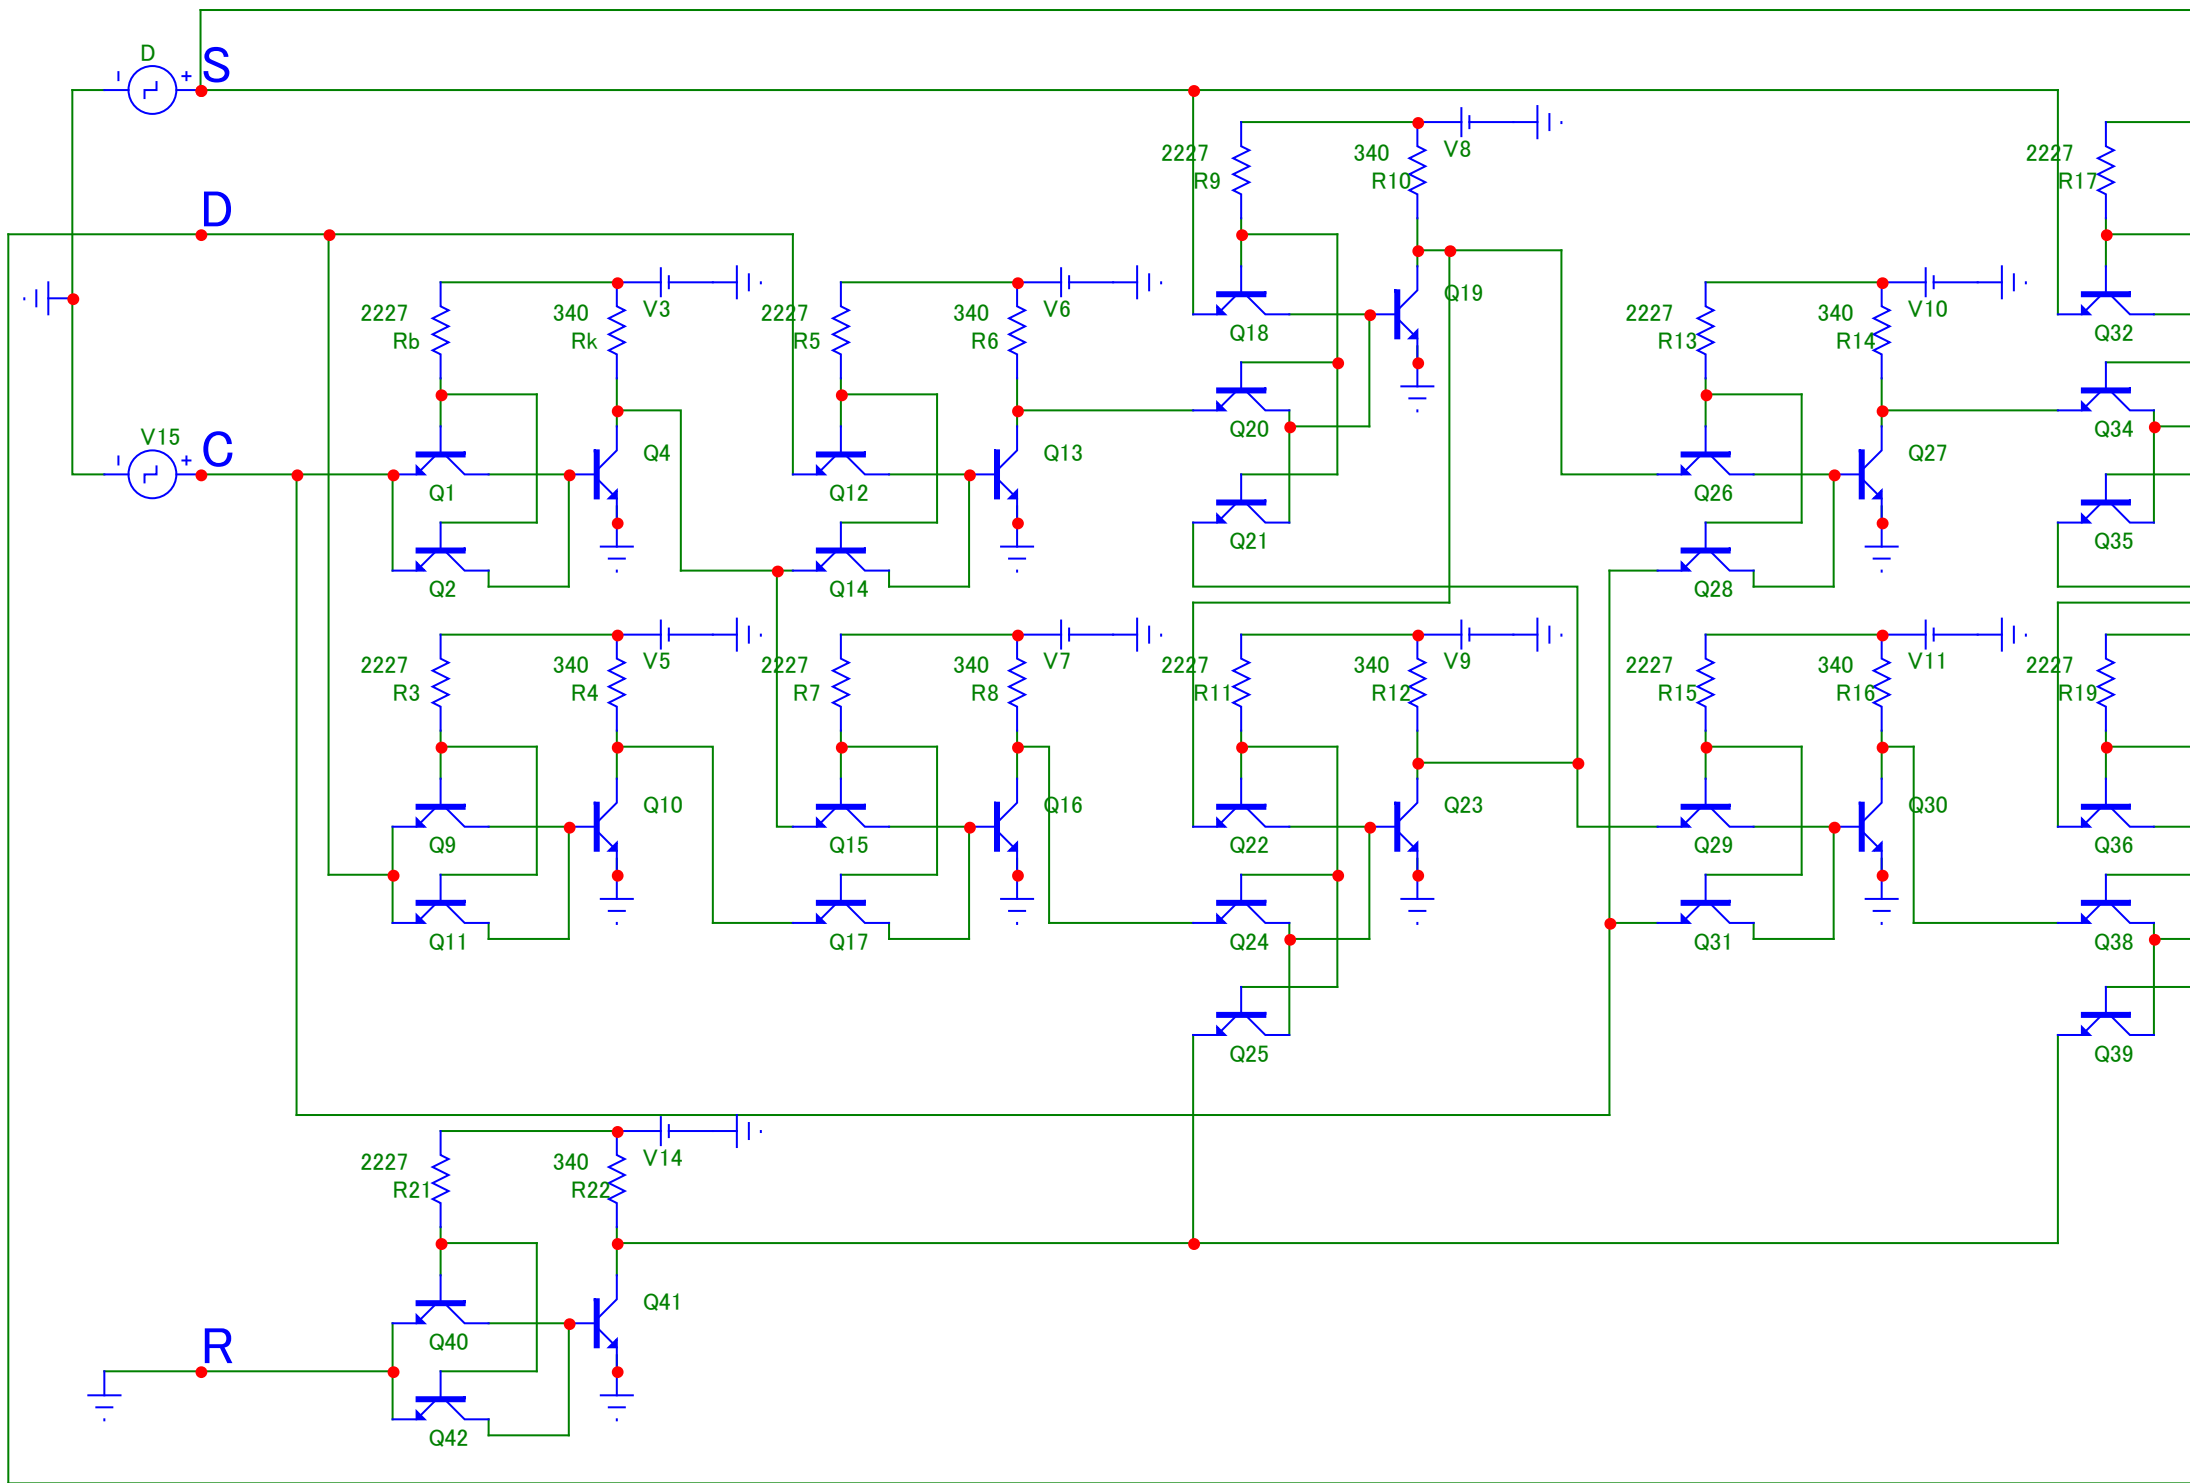 D
S
2227
R9
340
R10
V8
2227
R17
D
2227
Rb
340
Rk
V3
2227
R5
340
R6
V6
Q18
Q19
2227
R13
340
R14
V10
Q32
V15
C
Q1
Q4
Q12
Q13
Q20
Q26
Q27
Q34
Q2
Q14
Q21
Q28
Q35
2227
R3
340
R4
V5
2227
R7
340
R8
V7
2227
R11
340
R12
V9
2227
R15
340
R16
V11
2227
R19
Q9
Q10
Q15
Q16
Q22
Q23
Q29
Q30
Q36
Q11
Q17
Q24
Q31
Q38
Q25
Q39
2227
R21
340
R22
V14
R
Q40
Q41
Q42